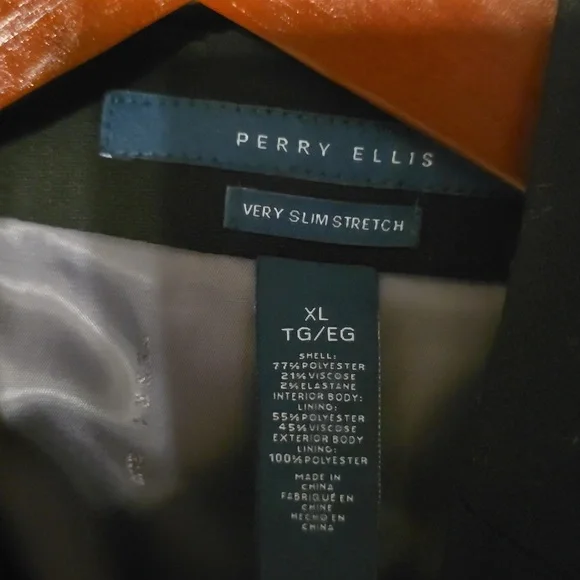 PERRY ELLIS
VERY SLIM STRETCH
XL
TG/EG
SHELL:
77% POLYESTER
21% VISCOSE
2% ELASTANE
INTERIOR BODY:
LINING:
55% POLYESTER
45% VISCOSE
EXTERIOR BODY
LINING:
100% POLYESTER
MADE IN
CHINA
FABRIQUÉ EN
CHINE
HECHO EN
CHINA